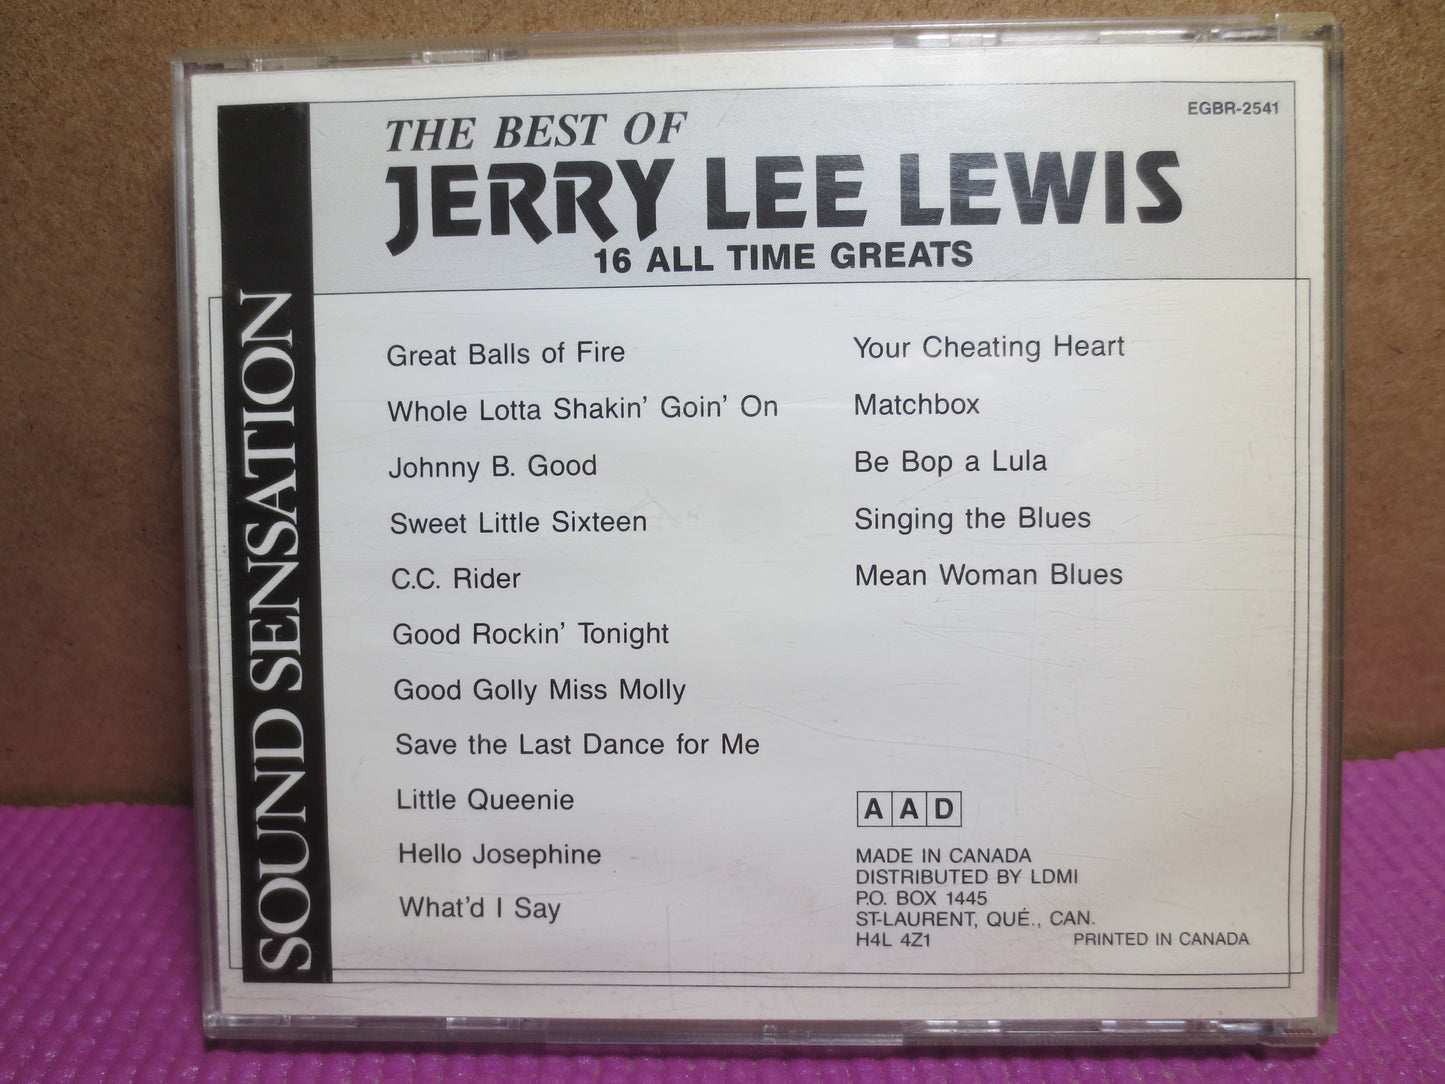 EGBR-2541
THE BEST OF
JERRY LEE LEWIS
16 ALL TIME GREATS
SOUND SENSATION
Great Balls of Fire
Whole Lotta Shakin' Goin' On
Johnny B. Good
Sweet Little Sixteen
C.C. Rider
Good Rockin' Tonight
Good Golly Miss Molly
Save the Last Dance for Me
Little Queenie
Hello Josephine
What'd I Say
Your Cheating Heart
Matchbox
Be Bop a Lula
Singing the Blues
Mean Woman Blues
AAD
MADE IN CANADA
DISTRIBUTED BY LDMI
P.O. BOX 1445
ST-LAURENT, QUÉ., CAN.
H4L 4Z1
PRINTED IN CANADA